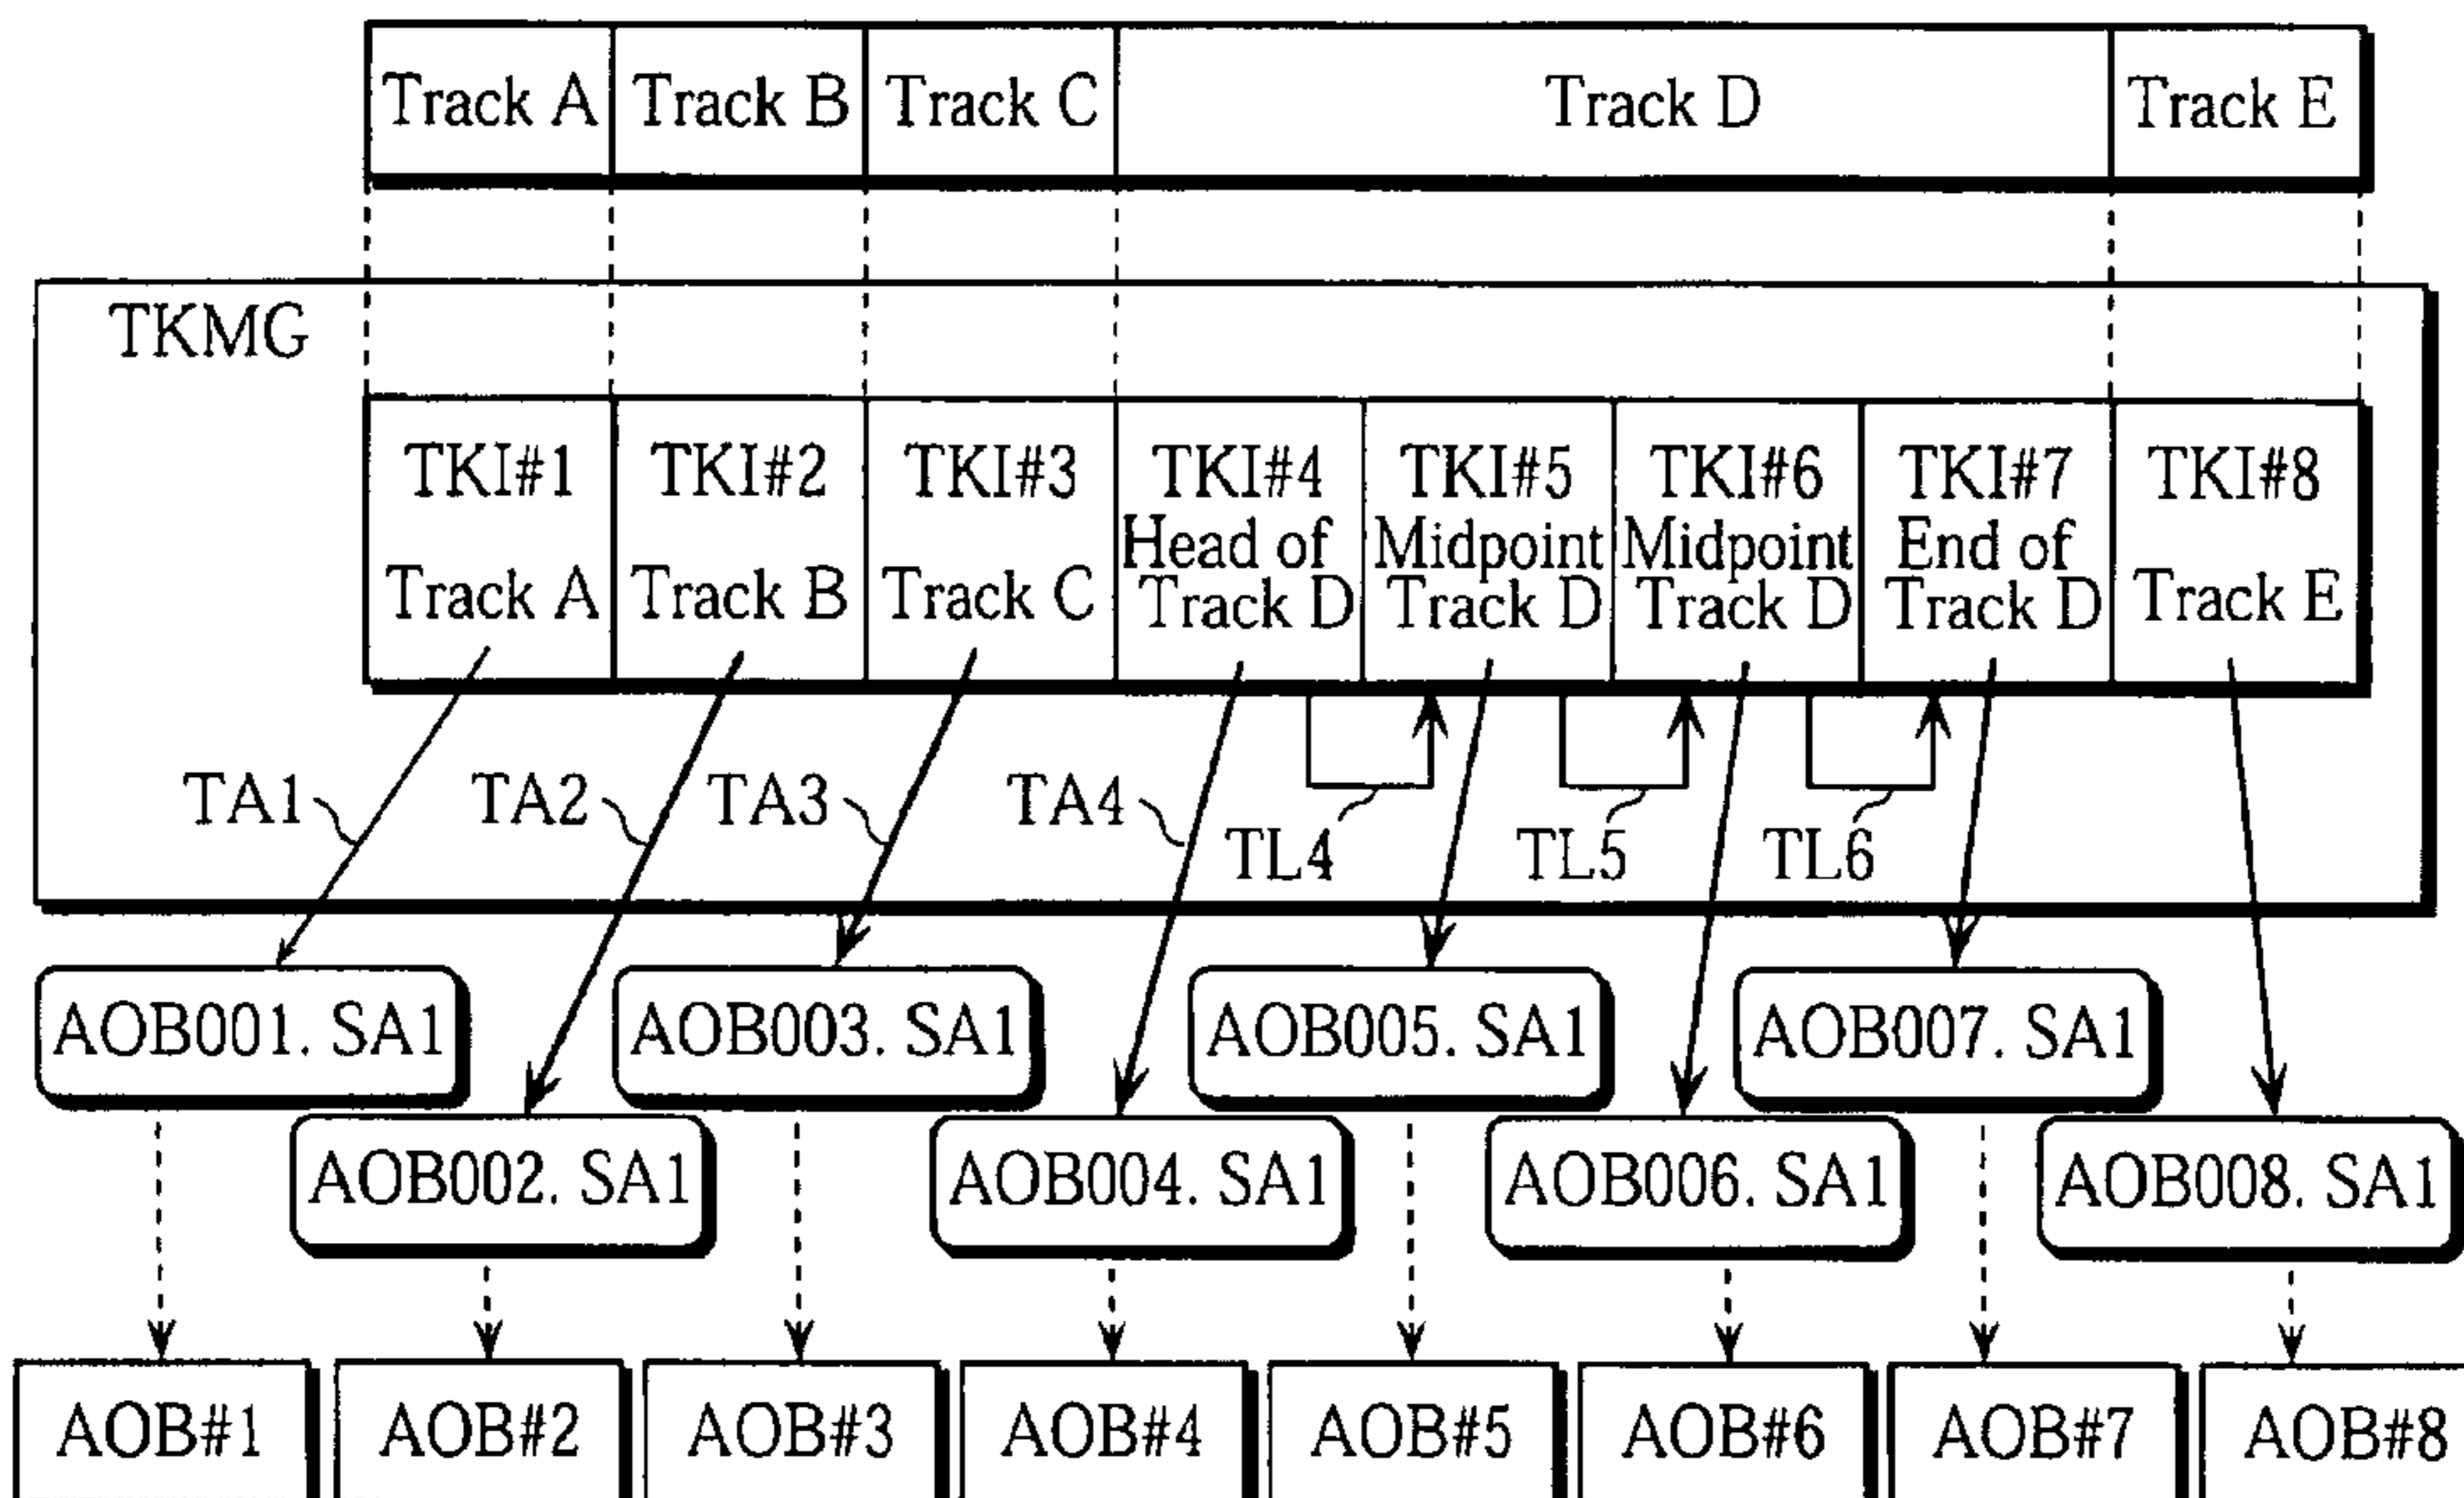 Track A Track B Track C Track D Track E
TKMG
TKI#1 TKI#2 TKI#3 TKI#4 TKI#5 TKI#6 TKI#7 TKI#8
Head of Midpoint Midpoint End of
Track A Track B Track C Track D Track D Track D Track D Track E
TA1 TA2 TA3 TA4
TL4 TL5 TL6
AOB001. SA1 AOB003. SA1 AOB005. SA1 AOB007. SA1
AOB002. SA1 AOB004. SA1 AOB006. SA1 AOB008. SA1
AOB#1 AOB#2 AOB#3 AOB#4 AOB#5 AOB#6 AOB#7 AOB#8